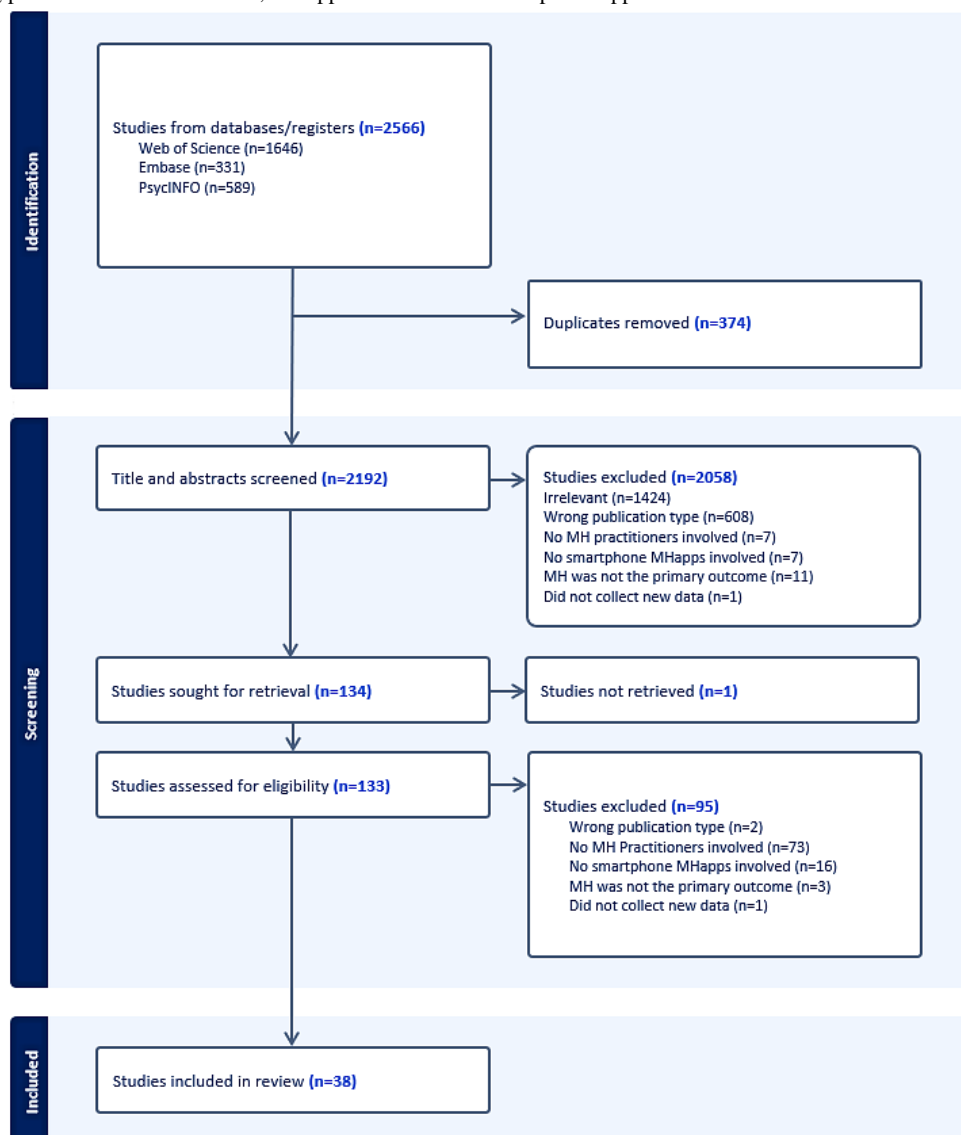 Identification
Studies from databases/registers (n=2566)
Web of Science (n=1646)
Embase (n=331)
PsycINFO (n=589)
Duplicates removed (n=374)
Screening
Title and abstracts screened (n=2192)
Studies excluded (n=2058)
Irrelevant (n=1424)
Wrong publication type (n=608)
No MH practitioners involved (n=7)
No smartphone MHapps involved (n=7)
MH was not the primary outcome (n=11)
Did not collect new data (n=1)
Studies sought for retrieval (n=134)
Studies not retrieved (n=1)
Studies assessed for eligibility (n=133)
Studies excluded (n=95)
Wrong publication type (n=2)
No MH Practitioners involved (n=73)
No smartphone MHapps involved (n=16)
MH was not the primary outcome (n=3)
Did not collect new data (n=1)
Included
Studies included in review (n=38)